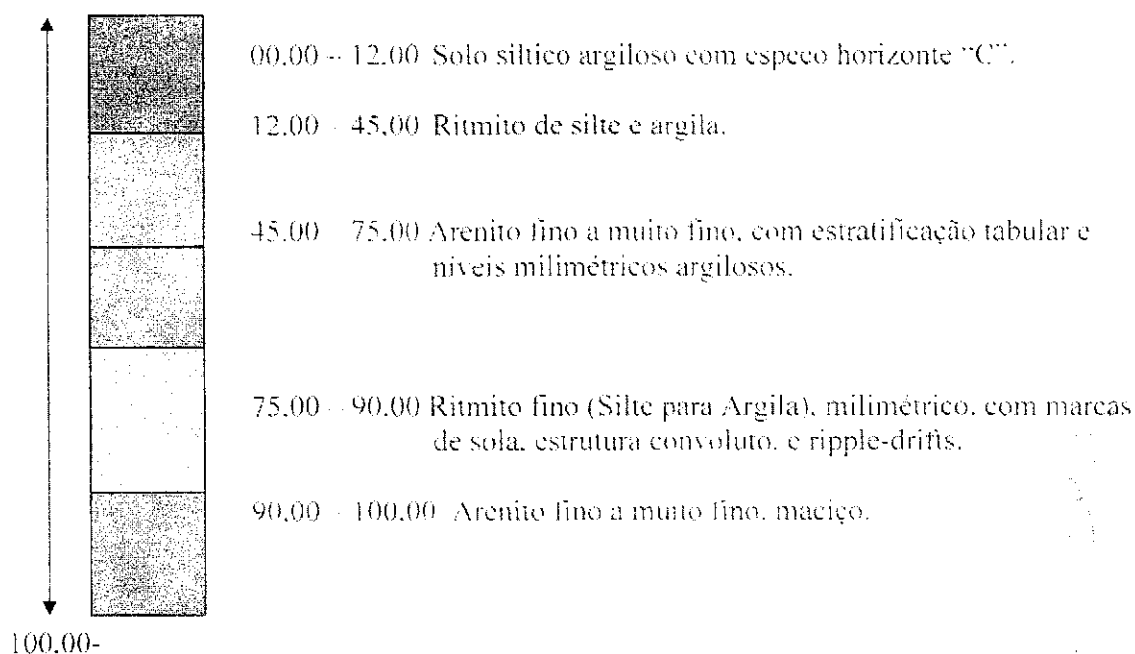 00.00 - 12.00 Solo siltico argiloso com especo horizonte “C”.
12.00 - 45.00 Ritmito de silte e argila.
45.00 75.00 Arenito fino a muito fino, com estratificação tabular e
níveis milimétricos argilosos.
75.00 - 90.00 Ritmito fino (Silte para Argila), milimétrico, com marcas
de sola, estrutura convoluto, e ripple-drifts.
90.00 - 100.00 Arenito fino a muito fino, maciço.
100.00-